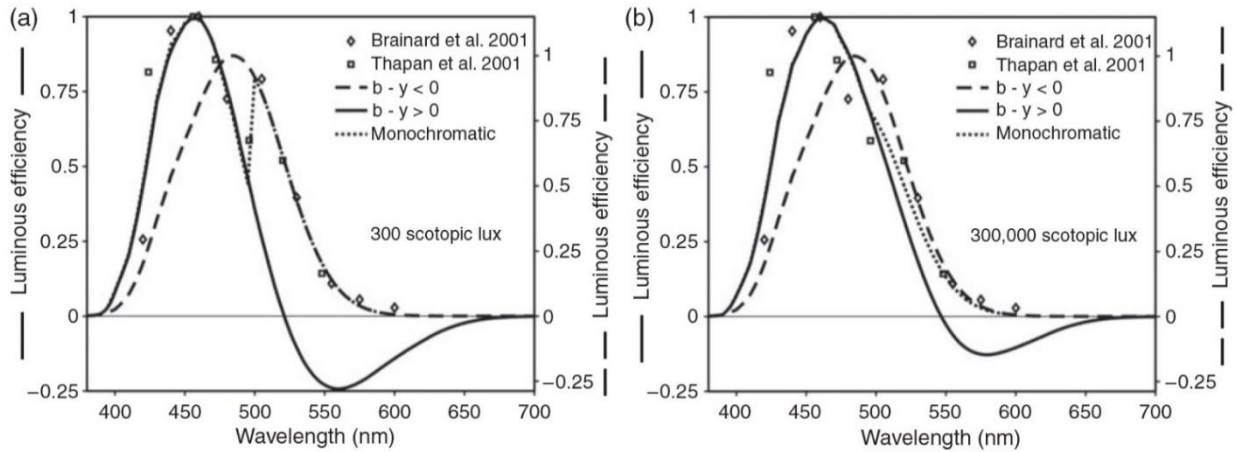 (a)
1
0.75
0.5
0.25
0
−0.25
Luminous efficiency
◇ Brainard et al. 2001
□ Thapan et al. 2001
b - y < 0
b - y > 0
Monochromatic
300 scotopic lux
1
0.75
0.5
0.25
0
−0.25
Luminous efficiency
400 450 500 550 600 650 700
Wavelength (nm)
(b)
1
0.75
0.5
0.25
0
−0.25
Luminous efficiency
◇ Brainard et al. 2001
□ Thapan et al. 2001
b - y < 0
b - y > 0
Monochromatic
300,000 scotopic lux
1
0.75
0.5
0.25
0
−0.25
Luminous efficiency
400 450 500 550 600 650 700
Wavelength (nm)